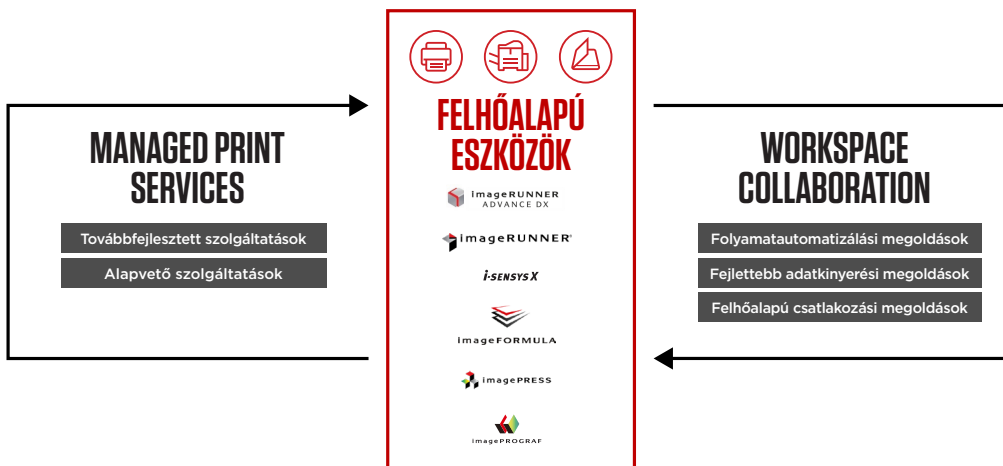 MANAGED PRINT
SERVICES
Továbbfejlesztett szolgáltatások
Alapvető szolgáltatások
FELHŐALAPÚ
ESZKÖZÖK
imageRUNNER
ADVANCE DX
imageRUNNER
i-SENSYS X
imageFORMULA
imagePRESS
imagePROGRAF
WORKSPACE
COLLABORATION
Folyamatautomatizálási megoldások
Fejlettebb adatkinyerési megoldások
Felhőalapú csatlakozási megoldások